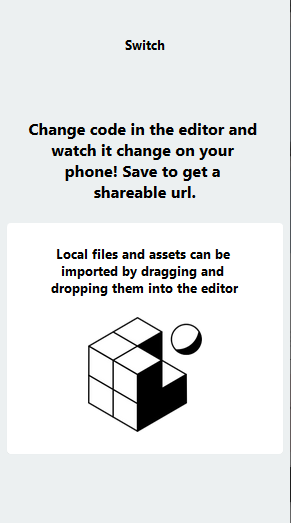 Switch
Change code in the editor and
watch it change on your
phone! Save to get a
shareable url.
Local files and assets can be
imported by dragging and
dropping them into the editor